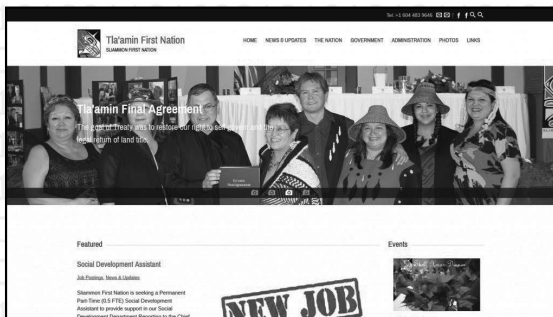 Tel. +1 604 483 9646
Tla'amin First Nation
SLIAMMON FIRST NATION
HOME NEWS & UPDATES THE NATION GOVERNMENT ADMINISTRATION PHOTOS LINKS
Tla'amin Final Agreement
The goal of Treaty was to restore our right to self-govern and the
legal return of land title.
Featured
Events
Social Development Assistant
Job Postings, News & Updates
Sliammon First Nation is seeking a Permanent
Part-Time (0.5 FTE) Social Development
Assistant to provide support in our Social
Development Department Reporting to the Chief
NEW JOB